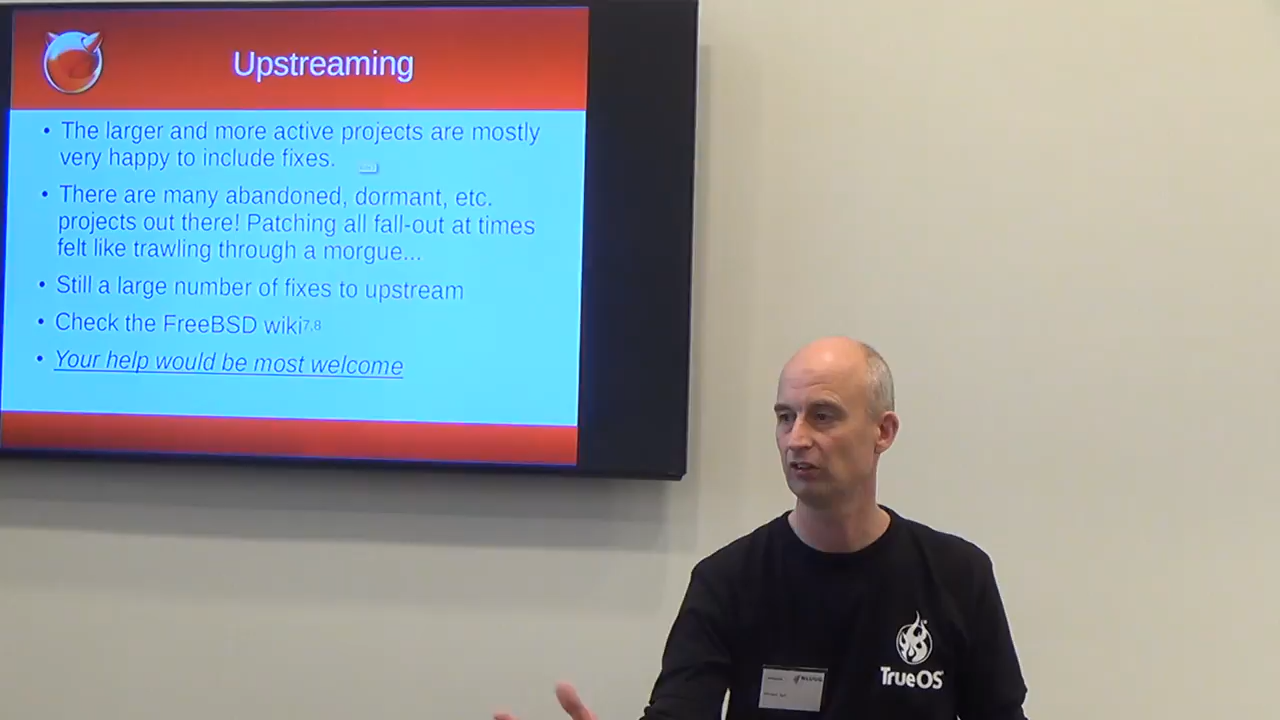 Upstreaming
• The larger and more active projects are mostly
very happy to include fixes.
• There are many abandoned, dormant, etc.
projects out there! Patching all fall-out at times
felt like trawling through a morgue...
• Still a large number of fixes to upstream
• Check the FreeBSD wiki7,8
• Your help would be most welcome
TrueOS